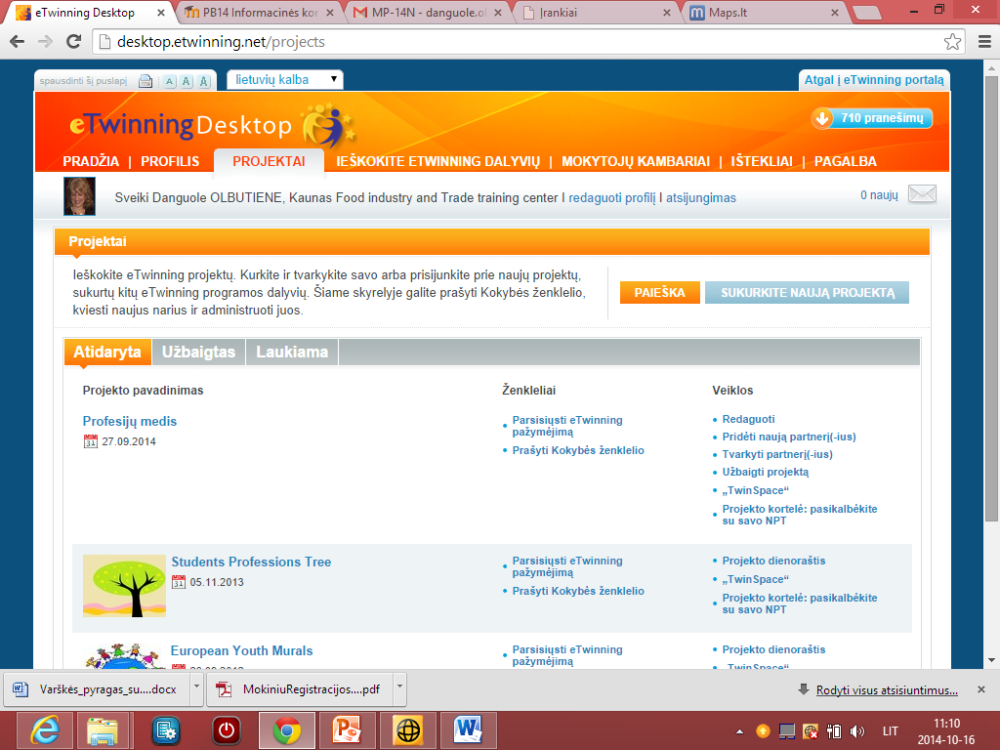 eTwinning Desktop
PB14 Informacinės kor
MP-14N - danguole.ol
Įrankiai
Maps.lt
desktop.etwinning.net/projects
spausdinti šį puslapį
A A A
lietuvių kalba
Atgal į eTwinning portalą
eTwinning Desktop
710 pranešimų
PRADŽIA | PROFILIS PROJEKTAI IEŠKOKITE ETWINNING DALYVIŲ | MOKYTOJŲ KAMBARIAI | IŠTEKLIAI | PAGALBA
Sveiki Danguole OLBUTIENE, Kaunas Food industry and Trade training center I redaguoti profilį I atsijungimas
0 naujų
Projektai
Ieškokite eTwinning projektų. Kurkite ir tvarkykite savo arba prisijunkite prie naujų projektų,
sukurtų kitų eTwinning programos dalyvių. Šiame skyrelyje galite prašyti Kokybės ženklelio,
kviesti naujus narius ir administruoti juos.
PAIEŠKA
SUKURKITE NAUJĄ PROJEKTĄ
Atidaryta Užbaigtas Laukiama
Projekto pavadinimas Ženkleliai Veiklos
Profesijų medis
31 27.09.2014
Parsisiųsti eTwinning
pažymėjimą
Prašyti Kokybės ženklelio
Redaguoti
Pridėti naują partnerį(-ius)
Tvarkyti partnerį(-ius)
Užbaigti projektą
„TwinSpace“
Projekto kortelė: pasikalbėkite
su savo NPT
Students Professions Tree
31 05.11.2013
Parsisiųsti eTwinning
pažymėjimą
Prašyti Kokybės ženklelio
Projekto dienoraštis
„TwinSpace“
Projekto kortelė: pasikalbėkite
su savo NPT
European Youth Murals
Parsisiųsti eTwinning
pažymėjimą
Projekto dienoraštis
„TwinSpace“
Varškės_pyragas_su....docx
MokiniuRegistracijos....pdf
Rodyti visus atsisiuntimus...
LIT
11:10
2014-10-16